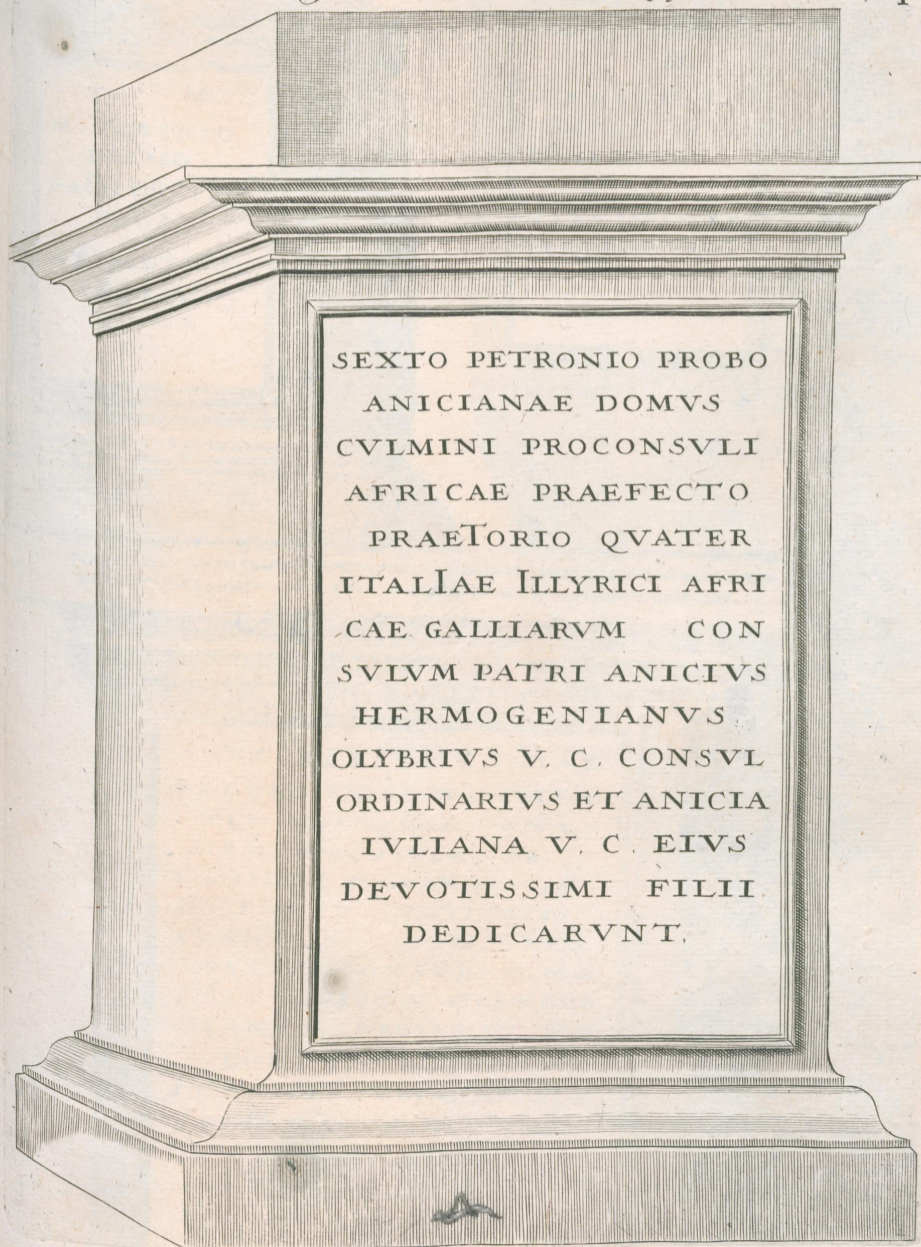 SEXTO PETRONIO PROBO
ANICIANAE DOMVS
CVLMINI PROCONSVLI
AFRICAE PRAEFECTO
PRAETORIO QVATER
ITALIAE ILLYRICI AFRI
CAE GALLIARVM CON
SVLVM PATRI ANICIVS
HERMOGENIANVS
OLYBRIVS V. C. CONSVL
ORDINARIVS ET ANICIA
IVLIANA V. C. EIVS
DEVOTISSIMI FILII
DEDICARVNT.